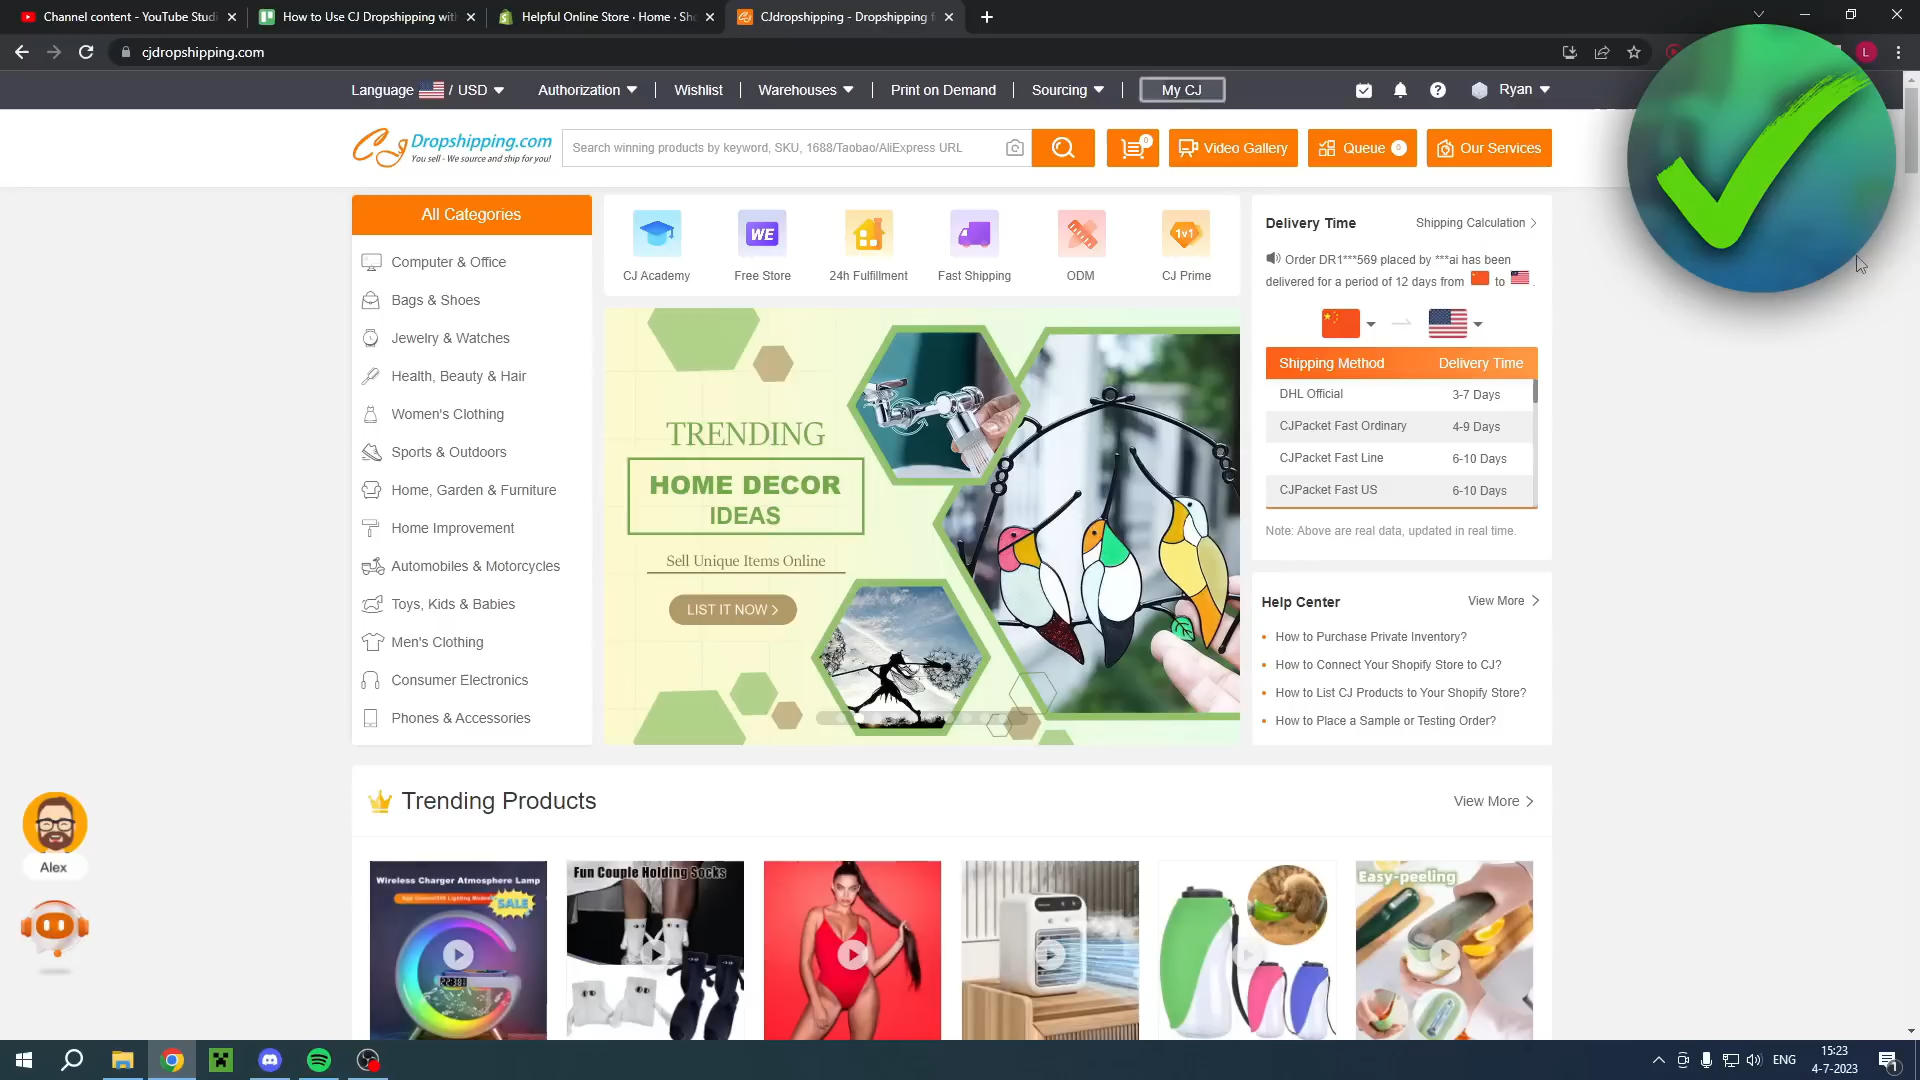 Channel content - YouTube Studi
How to Use CJ Dropshipping with
Helpful Online Store · Home · Sho
CJdropshipping - Dropshipping f
cjdropshipping.com
L
Language / USD
Authorization
Wishlist
Warehouses
Print on Demand
Sourcing
My CJ
Ryan
CJ Dropshipping.com
You sell - We source and ship for you!
Search winning products by keyword, SKU, 1688/Taobao/AliExpress URL
0
Video Gallery
Queue 0
Our Services
All Categories
Computer & Office
Bags & Shoes
Jewelry & Watches
Health, Beauty & Hair
Women's Clothing
Sports & Outdoors
Home, Garden & Furniture
Home Improvement
Automobiles & Motorcycles
Toys, Kids & Babies
Men's Clothing
Consumer Electronics
Phones & Accessories
WE
1v1
CJ Academy
Free Store
24h Fulfillment
Fast Shipping
ODM
CJ Prime
TRENDING
HOME DECOR
IDEAS
Sell Unique Items Online
LIST IT NOW >
Delivery Time
Shipping Calculation >
Order DR1***569 placed by ***ai has been
delivered for a period of 12 days from to .
Shipping Method Delivery Time
DHL Official 3-7 Days
CJPacket Fast Ordinary 4-9 Days
CJPacket Fast Line 6-10 Days
CJPacket Fast US 6-10 Days
Note: Above are real data, updated in real time.
Help Center
View More >
How to Purchase Private Inventory?
How to Connect Your Shopify Store to CJ?
How to List CJ Products to Your Shopify Store?
How to Place a Sample or Testing Order?
Trending Products
View More >
Alex
Wireless Charger Atmosphere Lamp
SALE
Fun Couple Holding Socks
Easy-peeling
ENG
15:23
4-7-2023
1